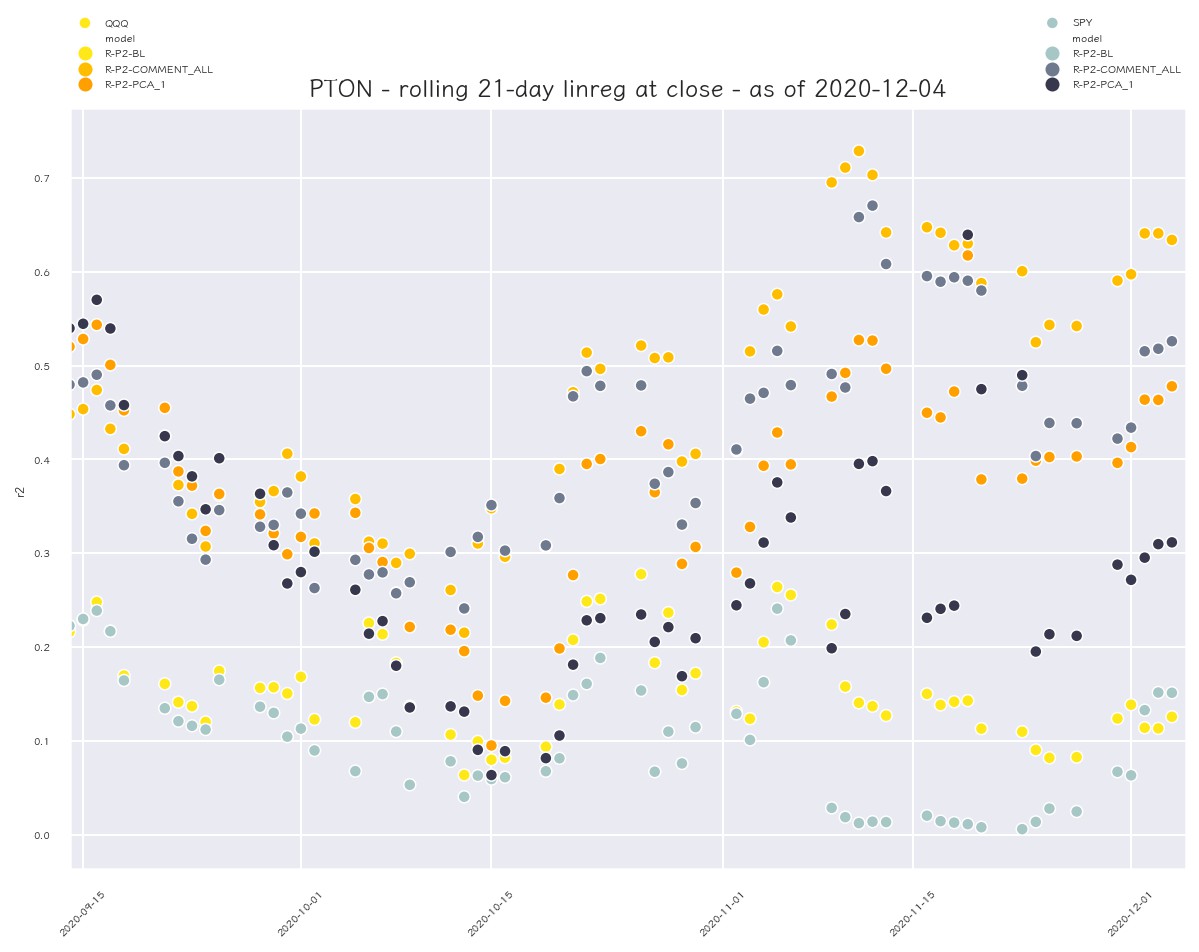 QQQ
model
R-P2-BL
R-P2-COMMENT_ALL
R-P2-PCA_1
SPY
model
R-P2-BL
R-P2-COMMENT_ALL
R-P2-PCA_1
PTON - rolling 21-day linreg at close - as of 2020-12-04
0.7
0.6
0.5
0.4
0.3
0.2
0.1
0.0
r2
2020-09-15
2020-10-01
2020-10-15
2020-11-01
2020-11-15
2020-12-01